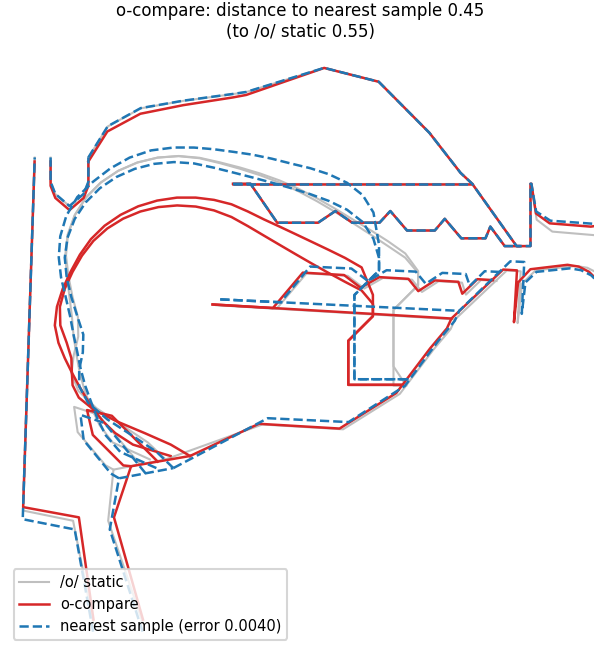 o-compare: distance to nearest sample 0.45
(to /o/ static 0.55)
/o/ static
o-compare
nearest sample (error 0.0040)